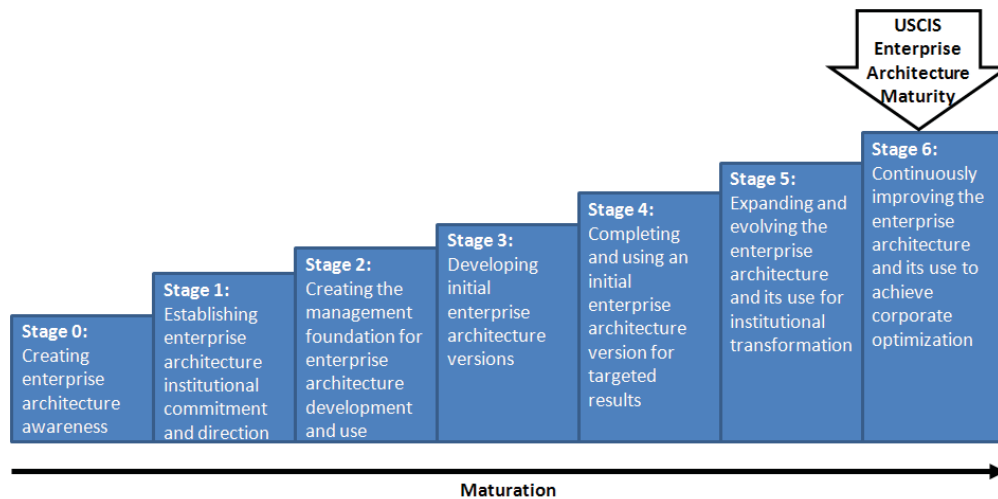 USCIS
Enterprise
Architecture
Maturity
Stage 0:
Creating
enterprise
architecture
awareness
Stage 1:
Establishing
enterprise
architecture
institutional
commitment
and direction
Stage 2:
Creating the
management
foundation for
enterprise
architecture
development
and use
Stage 3:
Developing
initial
enterprise
architecture
versions
Stage 4:
Completing
and using an
initial
enterprise
architecture
version for
targeted
results
Stage 5:
Expanding and
evolving the
enterprise
architecture
and its use for
institutional
transformation
Stage 6:
Continuously
improving the
enterprise
architecture
and its use to
achieve
corporate
optimization
Maturation